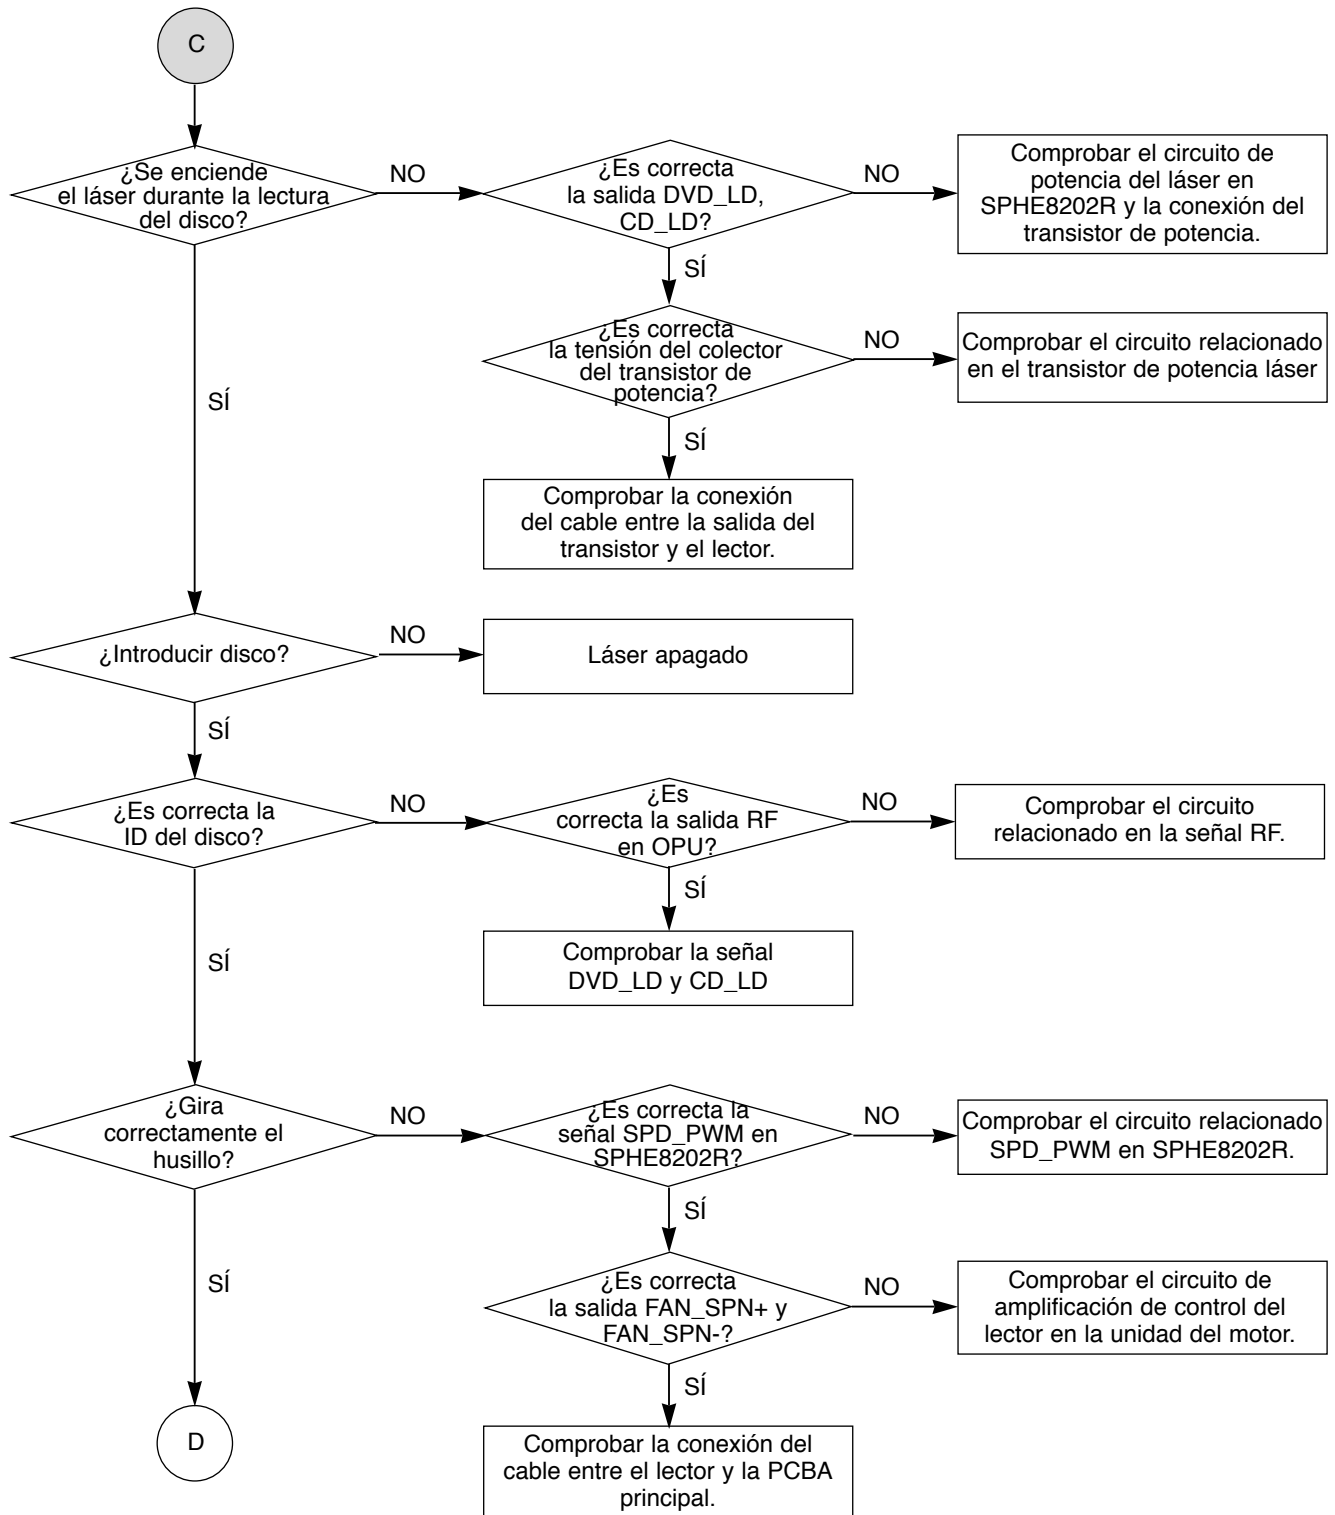 C
¿Se enciende
el láser durante la lectura
del disco?
NO
¿Es correcta
la salida DVD_LD,
CD_LD?
NO
Comprobar el circuito de
potencia del láser en
SPHE8202R y la conexión del
transistor de potencia.
SÍ
¿Es correcta
la tensión del colector
del transistor de
potencia?
NO
Comprobar el circuito relacionado
en el transistor de potencia láser
SÍ
SÍ
Comprobar la conexión
del cable entre la salida del
transistor y el lector.
¿Introducir disco?
NO
Láser apagado
SÍ
¿Es correcta la
ID del disco?
NO
¿Es
correcta la salida RF
en OPU?
NO
Comprobar el circuito
relacionado en la señal RF.
SÍ
SÍ
Comprobar la señal
DVD_LD y CD_LD
¿Gira
correctamente el
husillo?
NO
¿Es correcta la
señal SPD_PWM en
SPHE8202R?
NO
Comprobar el circuito relacionado
SPD_PWM en SPHE8202R.
SÍ
SÍ
¿Es correcta
la salida FAN_SPN+ y
FAN_SPN-?
NO
Comprobar el circuito de
amplificación de control del
lector en la unidad del motor.
SÍ
D
Comprobar la conexión del
cable entre el lector y la PCBA
principal.